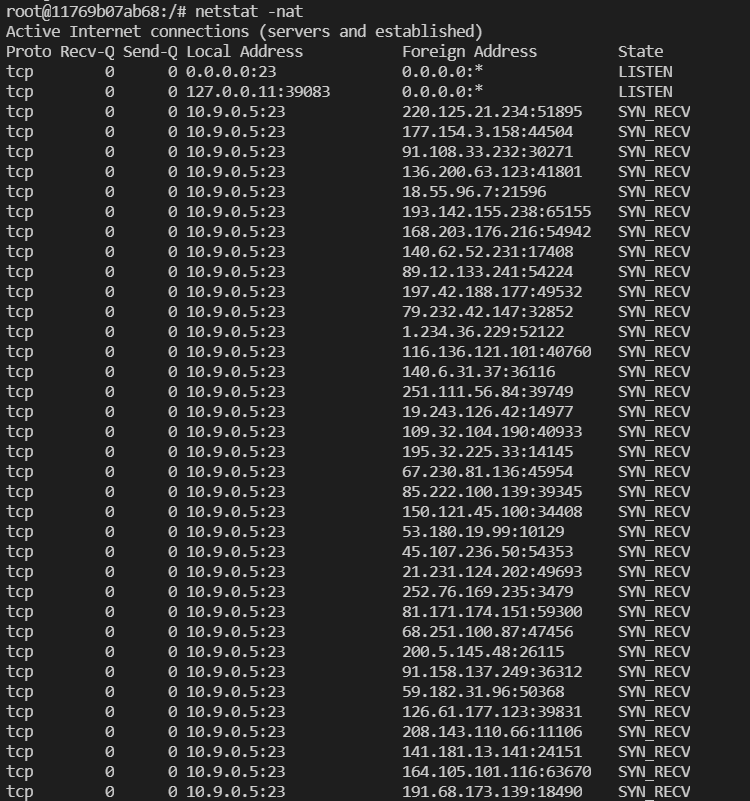 root@11769b07ab68:/# netstat -nat
Active Internet connections (servers and established)
Proto Recv-Q Send-Q Local Address           Foreign Address         State
tcp        0      0 0.0.0.0:23              0.0.0.0:*               LISTEN
tcp        0      0 127.0.0.11:39083        0.0.0.0:*               LISTEN
tcp        0      0 10.9.0.5:23             220.125.21.234:51895    SYN_RECV
tcp        0      0 10.9.0.5:23             177.154.3.158:44504     SYN_RECV
tcp        0      0 10.9.0.5:23             91.108.33.232:30271     SYN_RECV
tcp        0      0 10.9.0.5:23             136.200.63.123:41801    SYN_RECV
tcp        0      0 10.9.0.5:23             18.55.96.7:21596        SYN_RECV
tcp        0      0 10.9.0.5:23             193.142.155.238:65155   SYN_RECV
tcp        0      0 10.9.0.5:23             168.203.176.216:54942   SYN_RECV
tcp        0      0 10.9.0.5:23             140.62.52.231:17408     SYN_RECV
tcp        0      0 10.9.0.5:23             89.12.133.241:54224     SYN_RECV
tcp        0      0 10.9.0.5:23             197.42.188.177:49532    SYN_RECV
tcp        0      0 10.9.0.5:23             79.232.42.147:32852     SYN_RECV
tcp        0      0 10.9.0.5:23             1.234.36.229:52122      SYN_RECV
tcp        0      0 10.9.0.5:23             116.136.121.101:40760   SYN_RECV
tcp        0      0 10.9.0.5:23             140.6.31.37:36116       SYN_RECV
tcp        0      0 10.9.0.5:23             251.111.56.84:39749     SYN_RECV
tcp        0      0 10.9.0.5:23             19.243.126.42:14977     SYN_RECV
tcp        0      0 10.9.0.5:23             109.32.104.190:40933    SYN_RECV
tcp        0      0 10.9.0.5:23             195.32.225.33:14145     SYN_RECV
tcp        0      0 10.9.0.5:23             67.230.81.136:45954     SYN_RECV
tcp        0      0 10.9.0.5:23             85.222.100.139:39345    SYN_RECV
tcp        0      0 10.9.0.5:23             150.121.45.100:34408    SYN_RECV
tcp        0      0 10.9.0.5:23             53.180.19.99:10129      SYN_RECV
tcp        0      0 10.9.0.5:23             45.107.236.50:54353     SYN_RECV
tcp        0      0 10.9.0.5:23             21.231.124.202:49693    SYN_RECV
tcp        0      0 10.9.0.5:23             252.76.169.235:3479     SYN_RECV
tcp        0      0 10.9.0.5:23             81.171.174.151:59300    SYN_RECV
tcp        0      0 10.9.0.5:23             68.251.100.87:47456     SYN_RECV
tcp        0      0 10.9.0.5:23             200.5.145.48:26115      SYN_RECV
tcp        0      0 10.9.0.5:23             91.158.137.249:36312    SYN_RECV
tcp        0      0 10.9.0.5:23             59.182.31.96:50368      SYN_RECV
tcp        0      0 10.9.0.5:23             126.61.177.123:39831    SYN_RECV
tcp        0      0 10.9.0.5:23             208.143.110.66:11106    SYN_RECV
tcp        0      0 10.9.0.5:23             141.181.13.141:24151    SYN_RECV
tcp        0      0 10.9.0.5:23             164.105.101.116:63670   SYN_RECV
tcp        0      0 10.9.0.5:23             191.68.173.139:18490    SYN_RECV